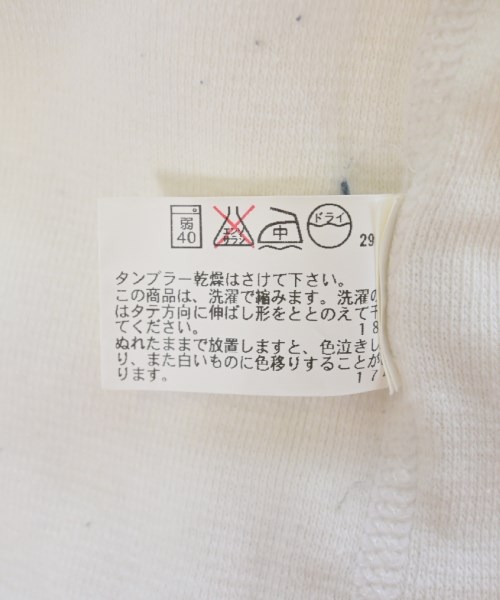 弱 40 エンソ サラシ 中 ドライ 29
タンブラー乾燥はさけて下さい。
この商品は、洗濯で縮みます。洗濯の
はタテ方向に伸ばし形をととのえて干
てください。 18
ぬれたままで放置しますと、色泣きし
り、また白いものに色移りすることが
ります。 17